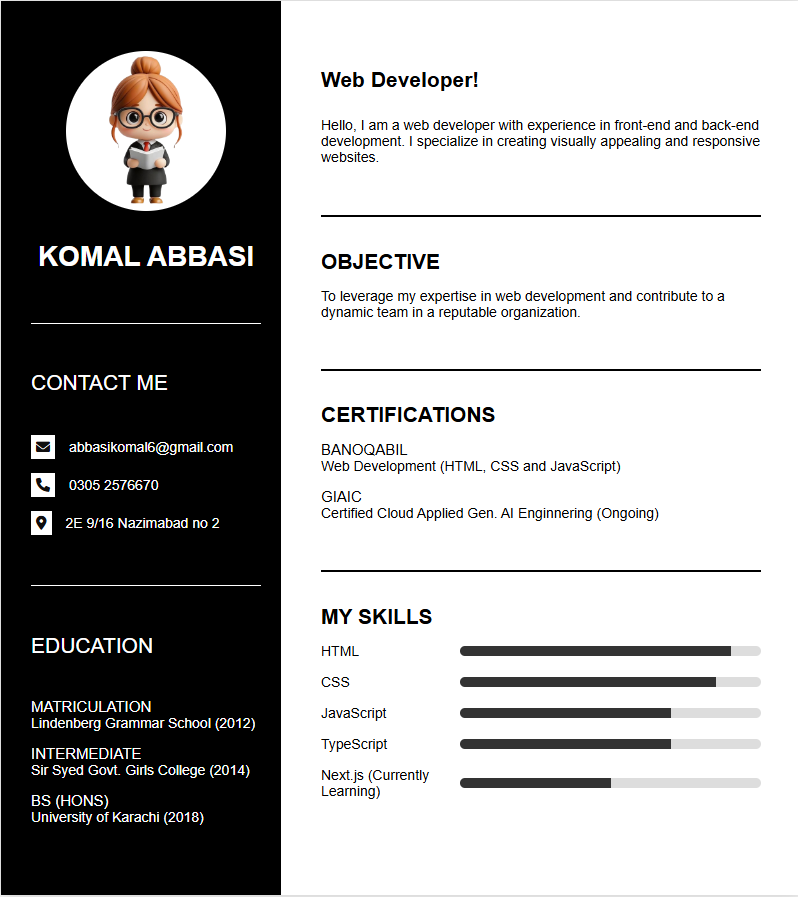 KOMAL ABBASI
CONTACT ME
abbasikomal6@gmail.com
0305 2576670
2E 9/16 Nazimabad no 2
EDUCATION
MATRICULATION
Lindenberg Grammar School (2012)
INTERMEDIATE
Sir Syed Govt. Girls College (2014)
BS (HONS)
University of Karachi (2018)
Web Developer!
Hello, I am a web developer with experience in front-end and back-end
development. I specialize in creating visually appealing and responsive
websites.
OBJECTIVE
To leverage my expertise in web development and contribute to a
dynamic team in a reputable organization.
CERTIFICATIONS
BANOQABIL
Web Development (HTML, CSS and JavaScript)
GIAIC
Certified Cloud Applied Gen. AI Enginnering (Ongoing)
MY SKILLS
HTML
CSS
JavaScript
TypeScript
Next.js (Currently
Learning)